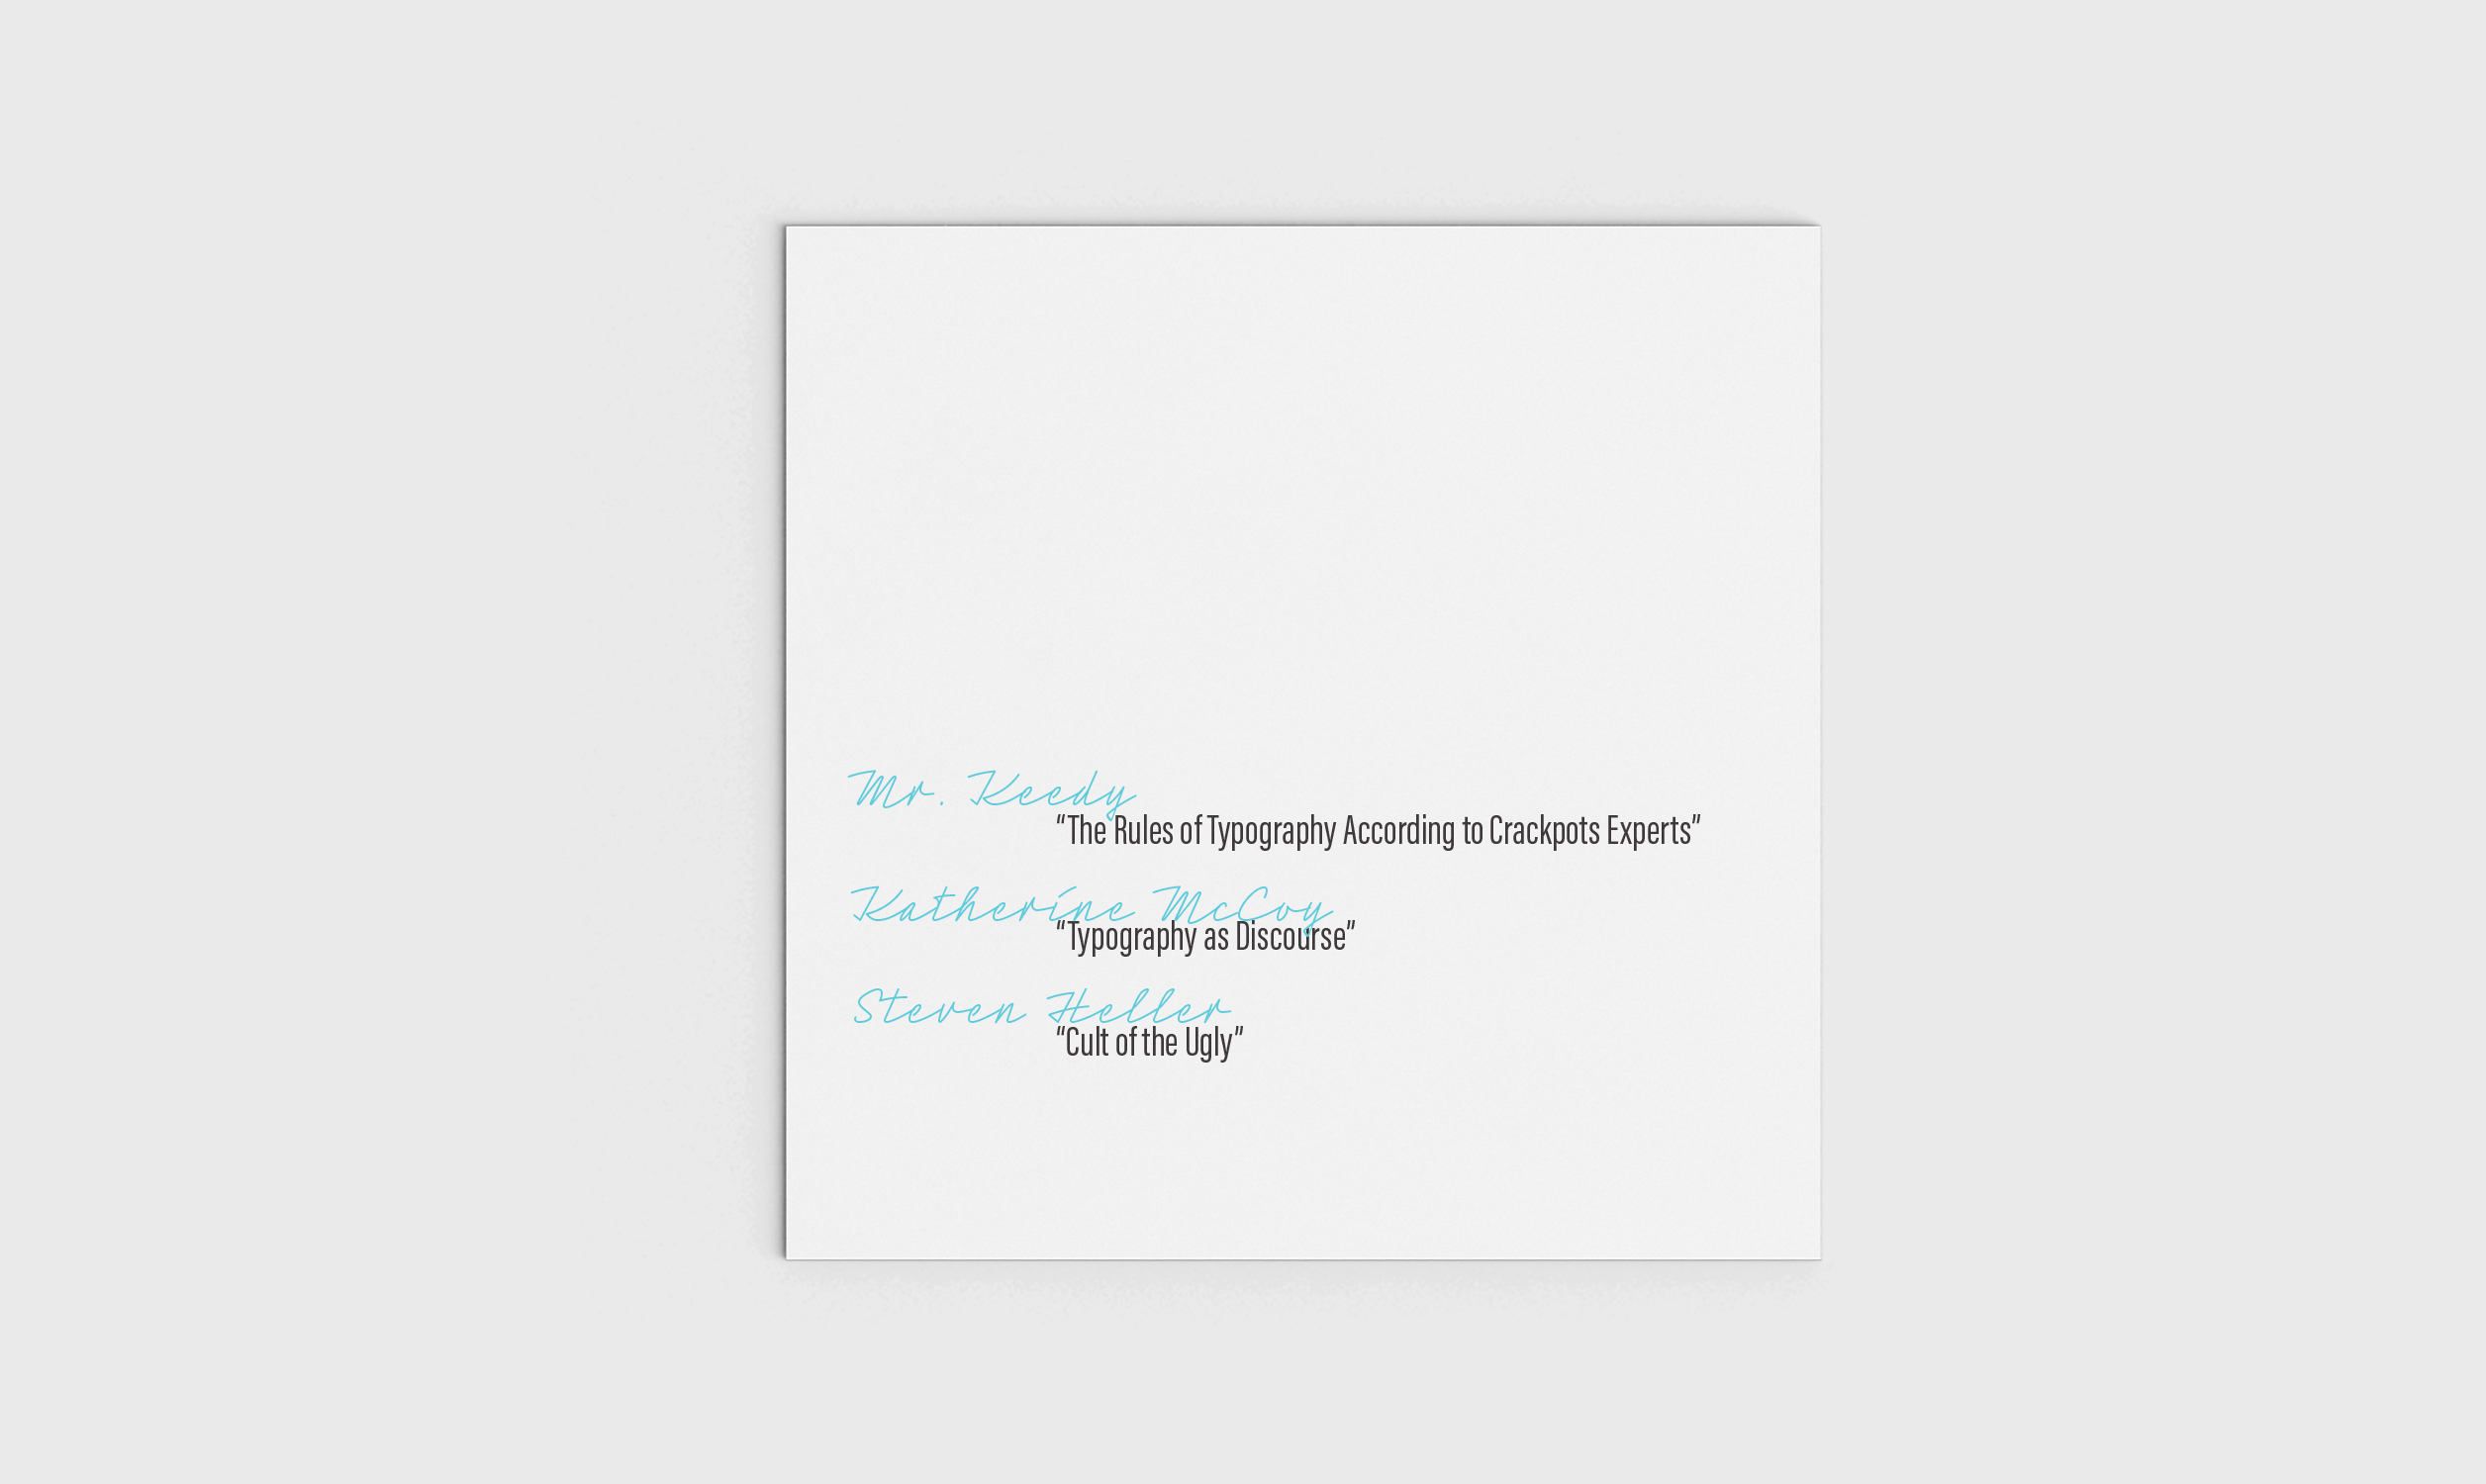 Mr. Keedy
“The Rules of Typography According to Crackpots Experts”
Katherine McCoy
“Typography as Discourse”
Steven Heller
“Cult of the Ugly”